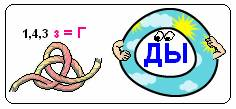 1,4,3 з = Г
ДЫ